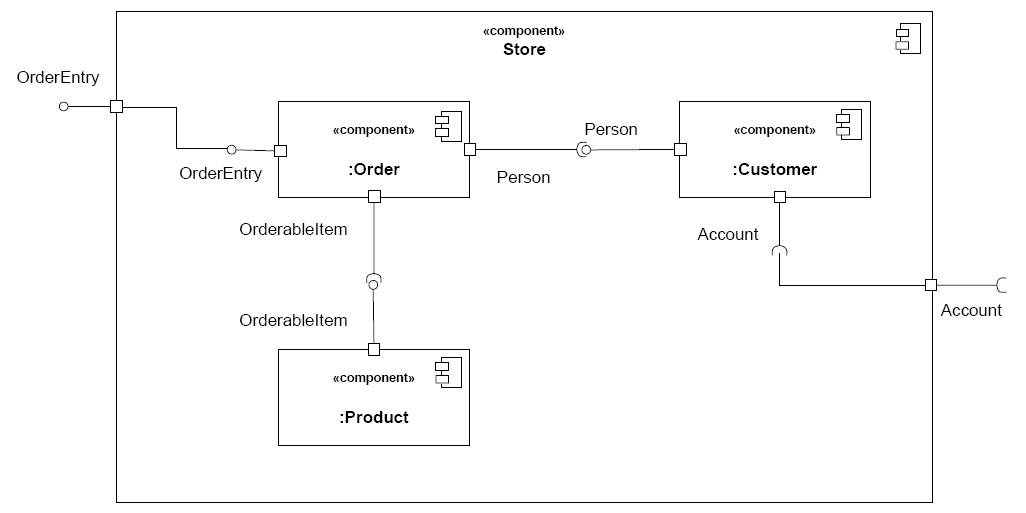 «component»
Store
OrderEntry
OrderEntry
«component»
:Order
Person
Person
«component»
:Customer
OrderableItem
Account
Account
OrderableItem
«component»
:Product